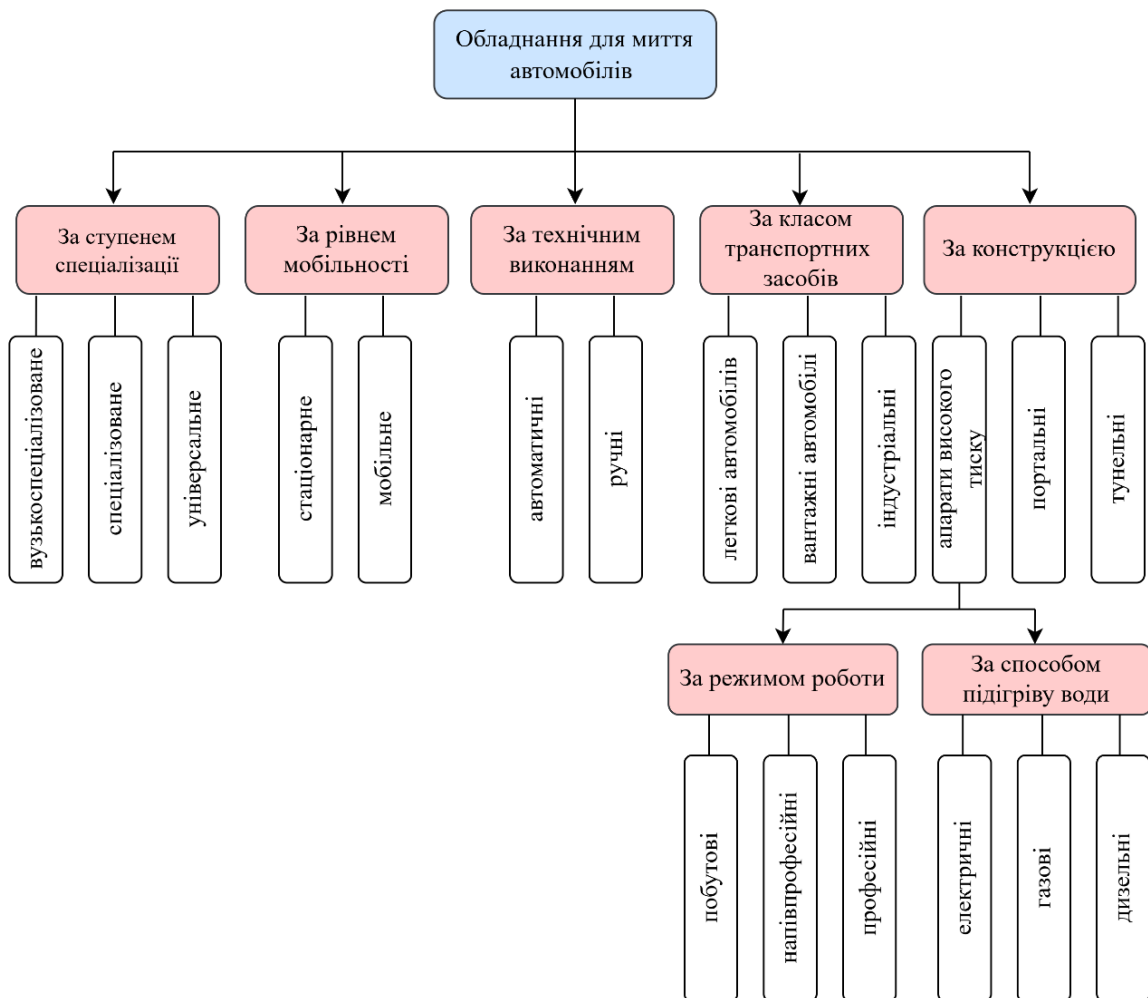 Обладнання для миття
автомобілів
За ступенем
спеціалізації
За рівнем
мобільності
За технічним
виконанням
За класом
транспортних
засобів
За конструкцією
вузькоспеціалізоване
спеціалізоване
універсальне
стаціонарне
мобільне
автоматичні
ручні
легкові автомобілів
вантажні автомобілі
індустріальні
апарати високого
тиску
портальні
тунельні
За режимом роботи
За способом
підігріву води
побутові
напівпрофесійні
професійні
електричні
газові
дизельні